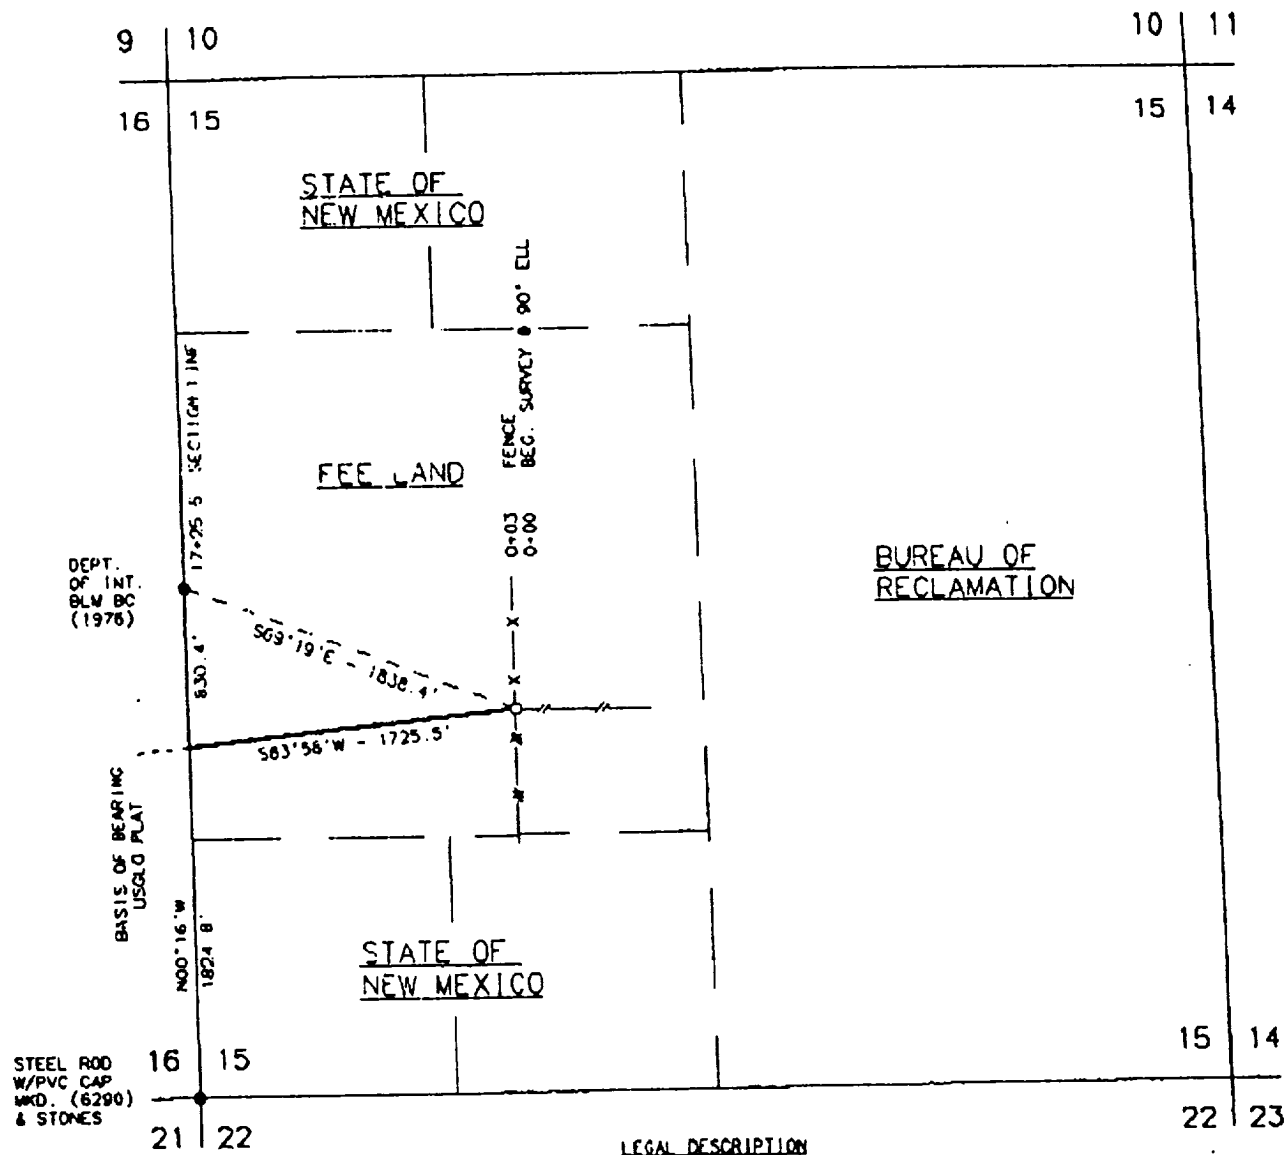 9 10
10 11
16 15
15 14
STATE OF
NEW MEXICO
BEG. SURVEY @ 90° ELL
FENCE
0+03
0+00
17+25.5 SECTION LINE
FEE LAND
DEPT.
OF INT.
BLM BC
(1976)
BUREAU OF
RECLAMATION
S69°19'E - 1838.4'
830.4'
S83°58'W - 1725.5'
BASIS OF BEARING
USGLO PLAT
N00°16'W
1824.8'
STATE OF
NEW MEXICO
STEEL ROD
W/PVC CAP
MKD. (6290)
& STONES
16 15
15 14
21 22
22 23
LEGAL DESCRIPTION